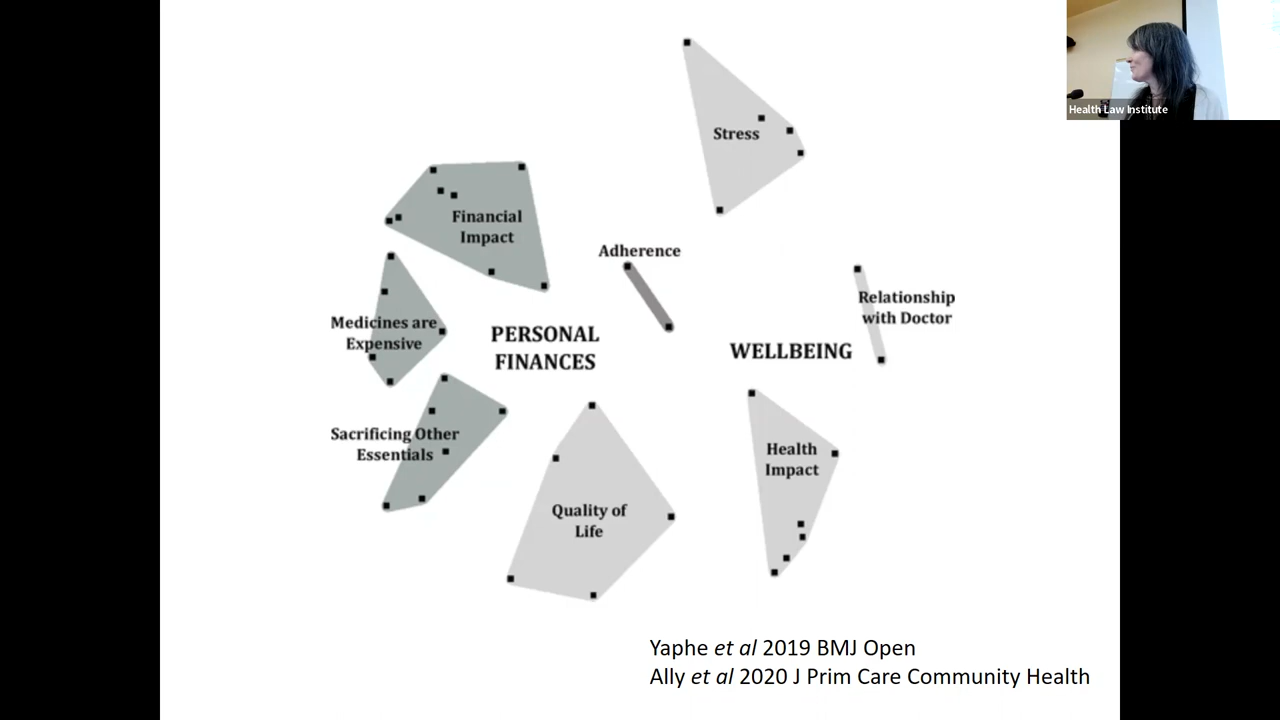 Health Law Institute
Stress
Financial
Impact
Adherence
Relationship
with Doctor
Medicines are
Expensive
PERSONAL
FINANCES
WELLBEING
Sacrificing Other
Essentials
Health
Impact
Quality of
Life
Yaphe et al 2019 BMJ Open
Ally et al 2020 J Prim Care Community Health